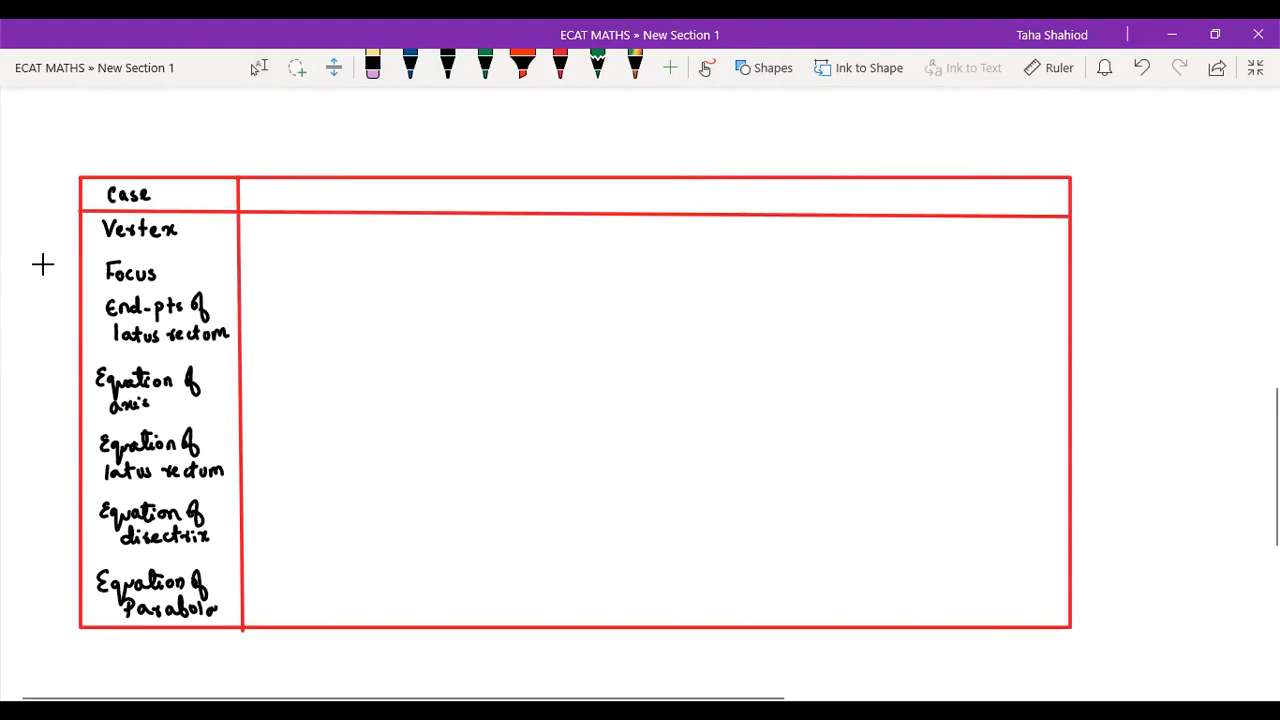 ECAT MATHS » New Section 1
Taha Shahiod
ECAT MATHS » New Section 1
Shapes
Ink to Shape
Ink to Text
Ruler
Case
Vertex
Focus
End-pts of
latus rectum
Equation of
axis
Equation of
latus rectum
Equation of
directrix
Equation of
Parabola